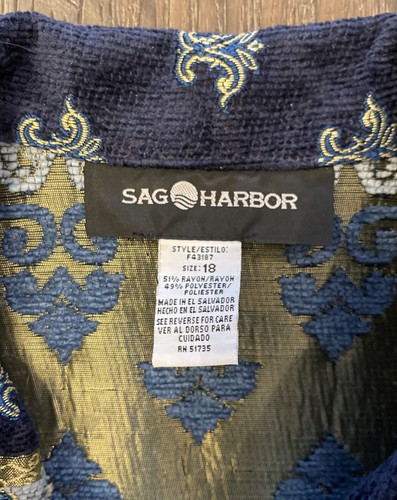 SAG HARBOR
STYLE/ESTILO:
F43187
SIZE: 18
51% RAYON/RAYON
49% POLYESTER/
POLIESTER
MADE IN EL SALVADOR
HECHO EN EL SALVADOR
SEE REVERSE FOR CARE
VER AL DORSO PARA
CUIDADO
RN 51735